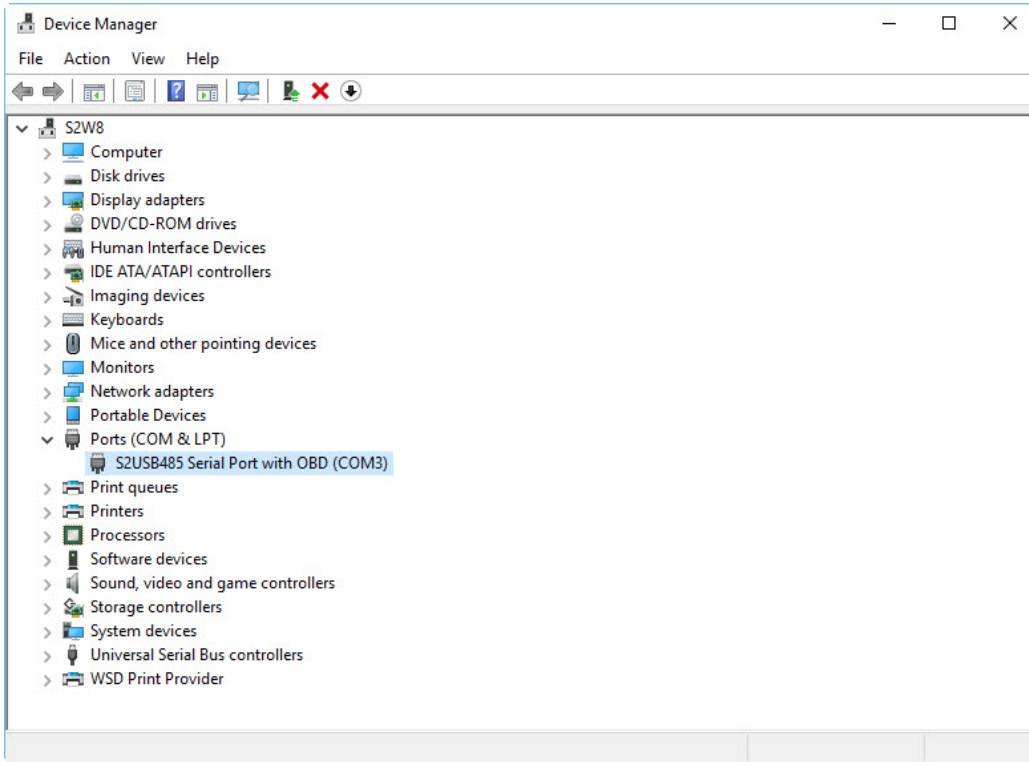 Device Manager
File Action View Help
S2W8
Computer
Disk drives
Display adapters
DVD/CD-ROM drives
Human Interface Devices
IDE ATA/ATAPI controllers
Imaging devices
Keyboards
Mice and other pointing devices
Monitors
Network adapters
Portable Devices
Ports (COM & LPT)
S2USB485 Serial Port with OBD (COM3)
Print queues
Printers
Processors
Software devices
Sound, video and game controllers
Storage controllers
System devices
Universal Serial Bus controllers
WSD Print Provider